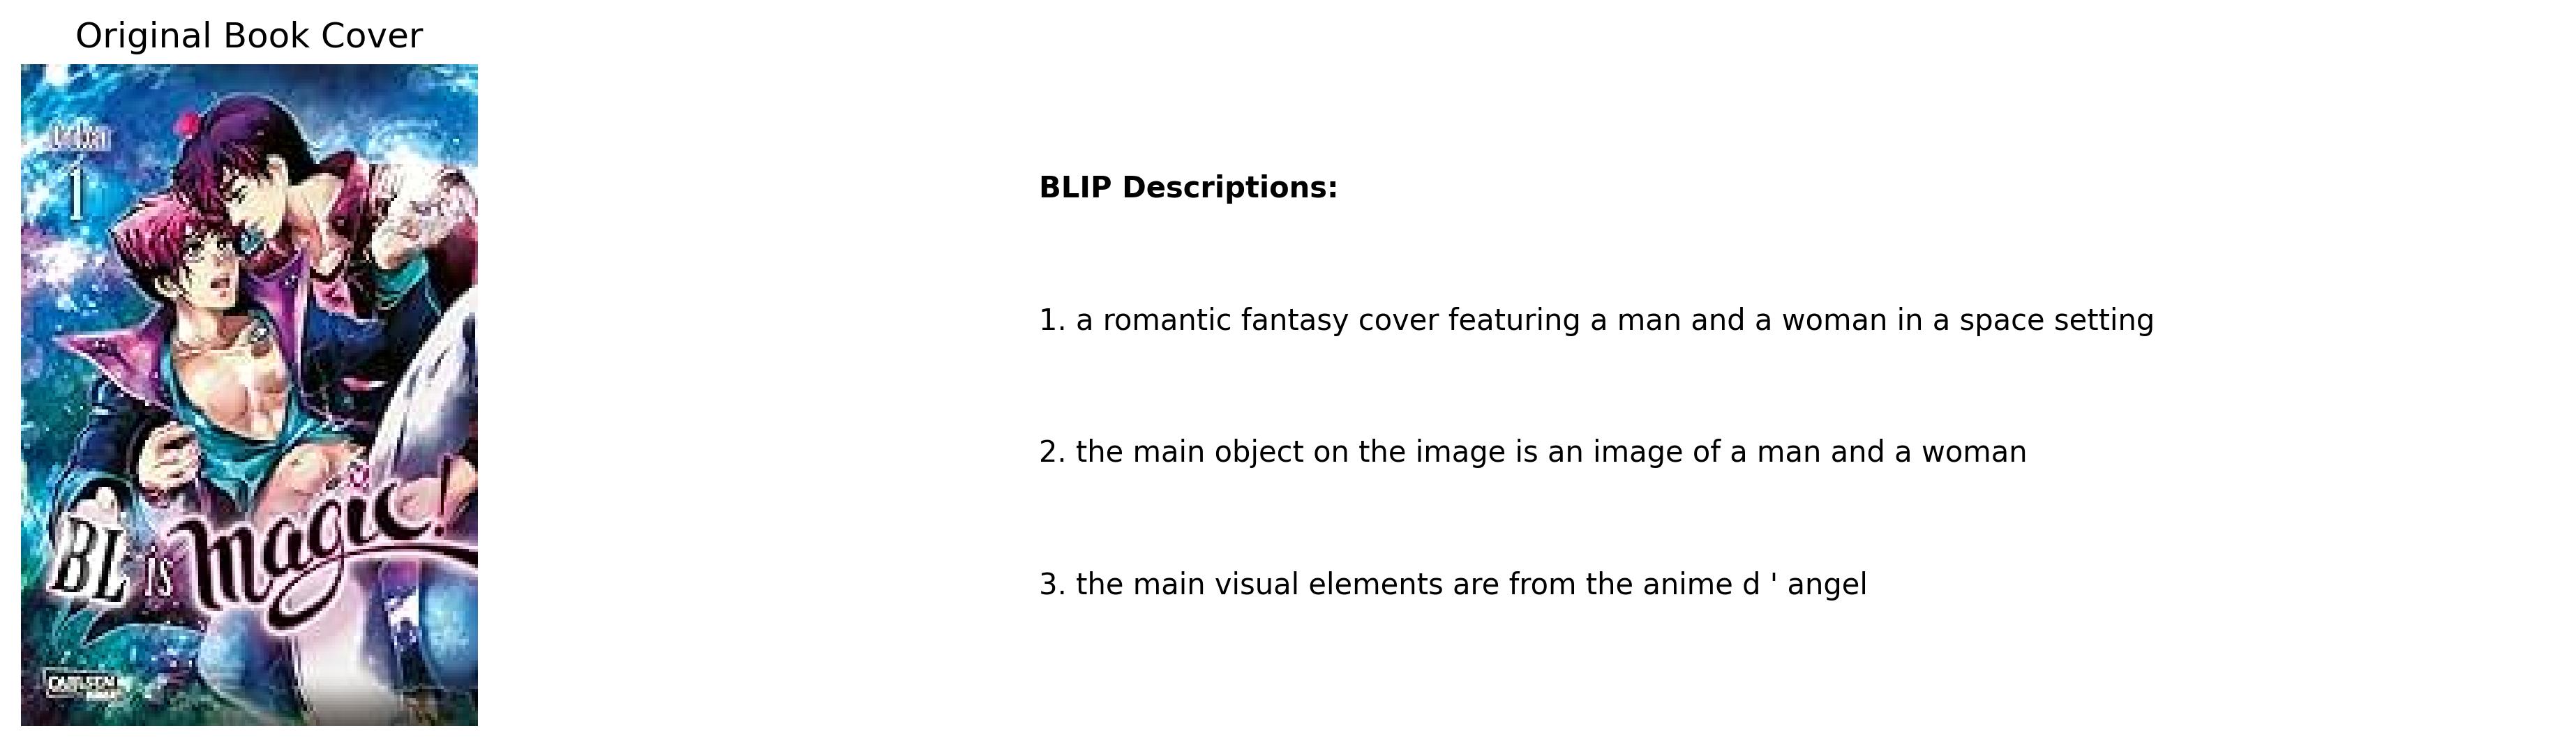 Original Book Cover
1
BL is Magic!
CARLSEN
BLIP Descriptions:
1. a romantic fantasy cover featuring a man and a woman in a space setting
2. the main object on the image is an image of a man and a woman
3. the main visual elements are from the anime d ' angel